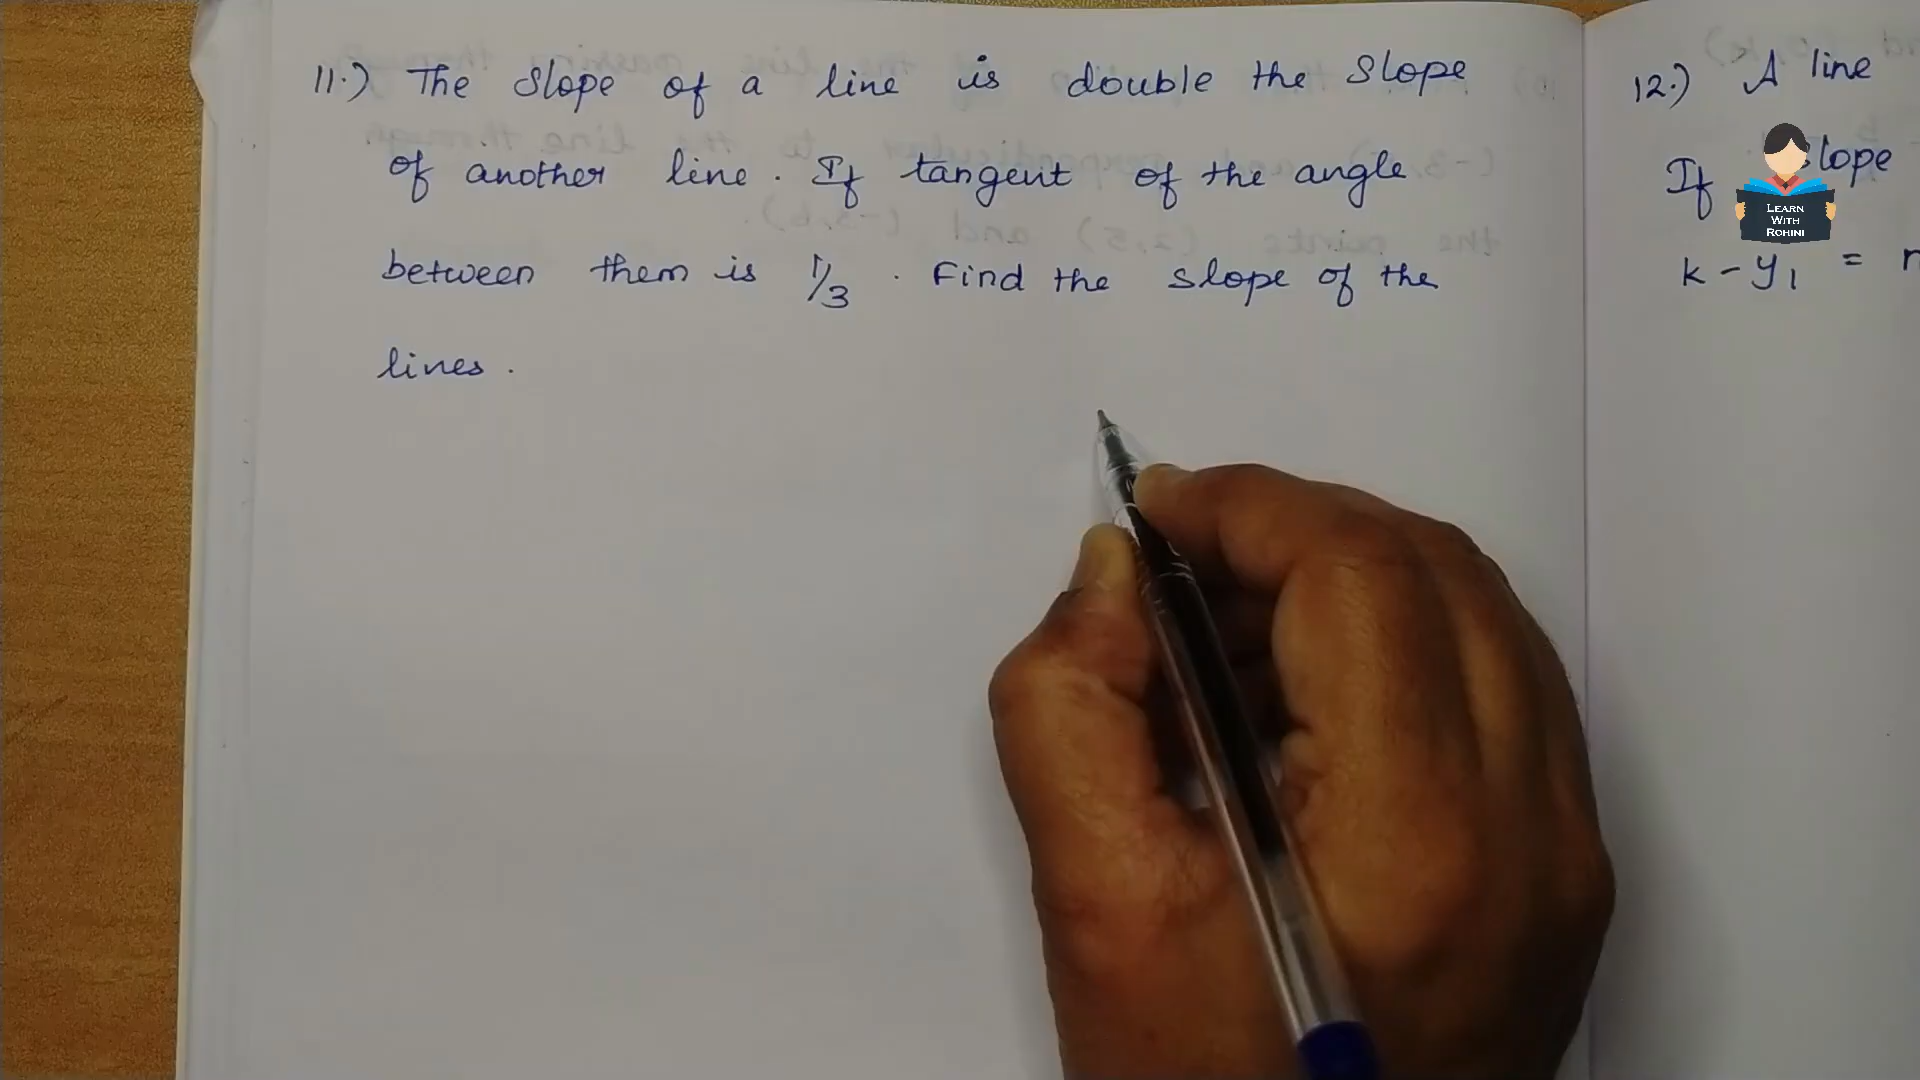 11.) The slope of a line is double the slope
of another line. If tangent of the angle
between them is 1/3. Find the slope of the
lines.
12.) A line
If slope
k - y₁ =
LEARN
WITH
ROHINI